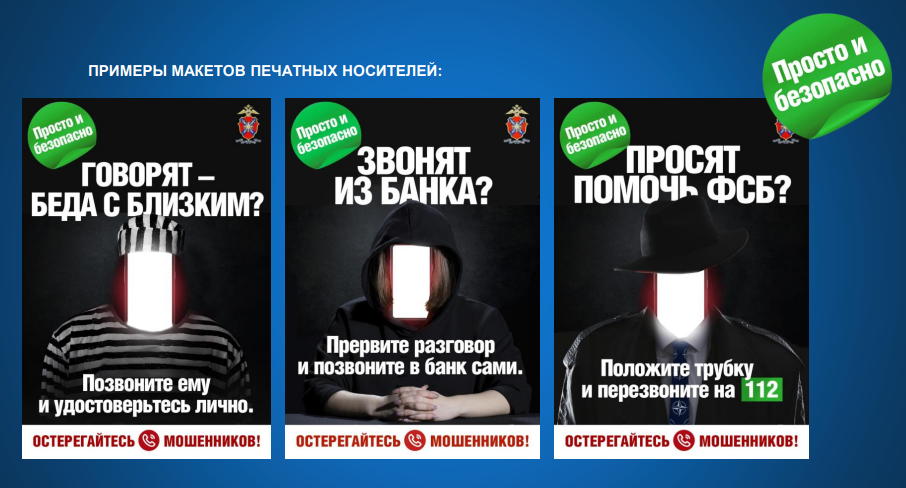 Просто и
безопасно
ПРИМЕРЫ МАКЕТОВ ПЕЧАТНЫХ НОСИТЕЛЕЙ:
Просто и
безопасно
ГОВОРЯТ –
БЕДА С БЛИЗКИМ?
Позвоните ему
и удостоверьтесь лично.
ОСТЕРЕГАЙТЕСЬ МОШЕННИКОВ!
Просто и
безопасно
ЗВОНЯТ
ИЗ БАНКА?
Прервите разговор
и позвоните в банк сами.
ОСТЕРЕГАЙТЕСЬ МОШЕННИКОВ!
Просто и
безопасно
ПРОСЯТ
ПОМОЧЬ ФСБ?
Положите трубку
и перезвоните на 112
ОСТЕРЕГАЙТЕСЬ МОШЕННИКОВ!